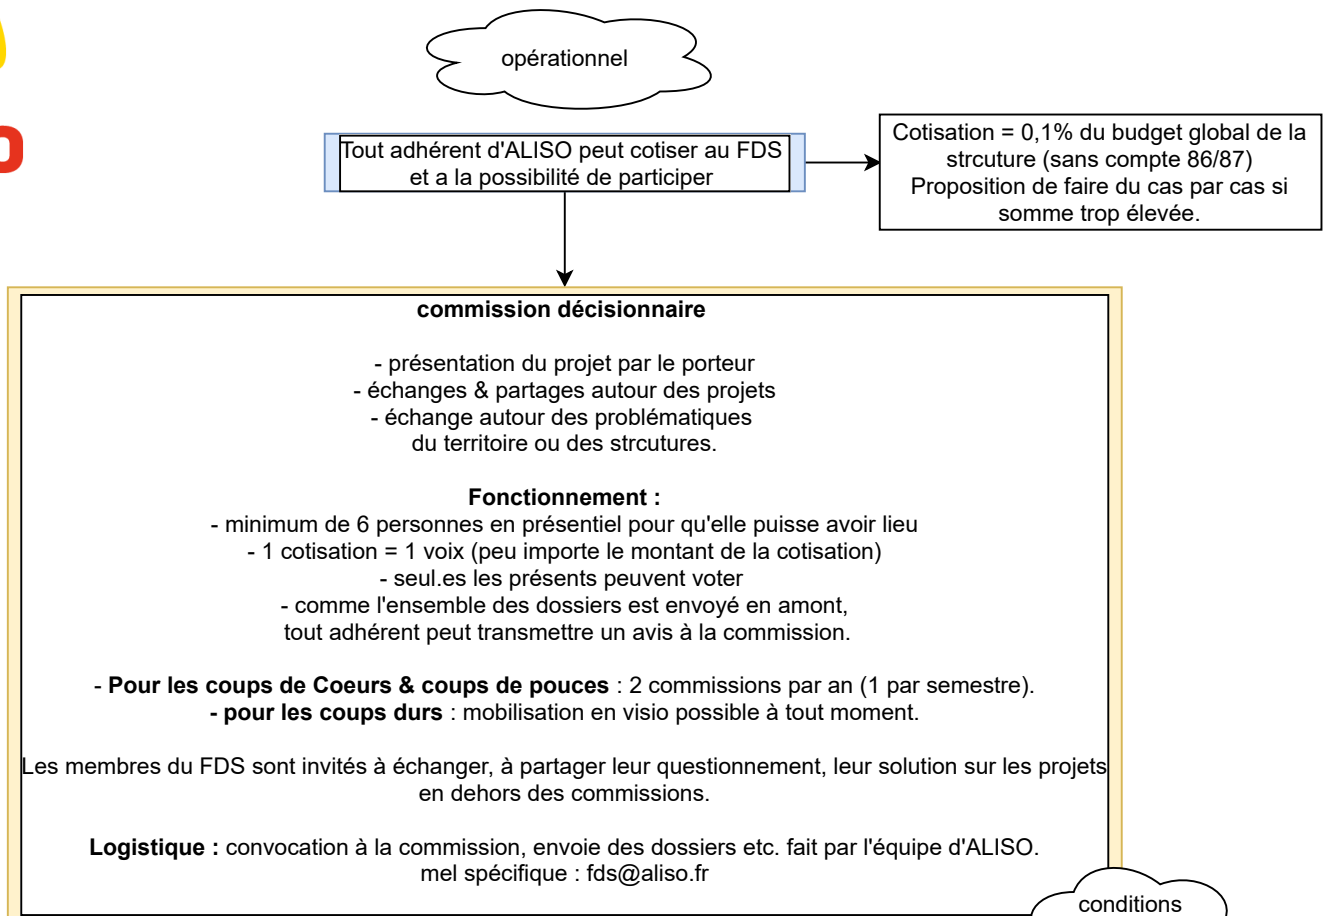 opérationnel
Tout adhérent d'ALISO peut cotiser au FDS
et a la possibilité de participer
Cotisation = 0,1% du budget global de la
strcuture (sans compte 86/87)
Proposition de faire du cas par cas si
somme trop élevée.
commission décisionnaire
- présentation du projet par le porteur
- échanges & partages autour des projets
- échange autour des problématiques
du territoire ou des strcutures.
Fonctionnement :
- minimum de 6 personnes en présentiel pour qu'elle puisse avoir lieu
- 1 cotisation = 1 voix (peu importe le montant de la cotisation)
- seul.es les présents peuvent voter
- comme l'ensemble des dossiers est envoyé en amont,
tout adhérent peut transmettre un avis à la commission.
- Pour les coups de Coeurs & coups de pouces : 2 commissions par an (1 par semestre).
- pour les coups durs : mobilisation en visio possible à tout moment.
Les membres du FDS sont invités à échanger, à partager leur questionnement, leur solution sur les projets
en dehors des commissions.
Logistique : convocation à la commission, envoie des dossiers etc. fait par l'équipe d'ALISO.
mel spécifique : fds@aliso.fr
conditions